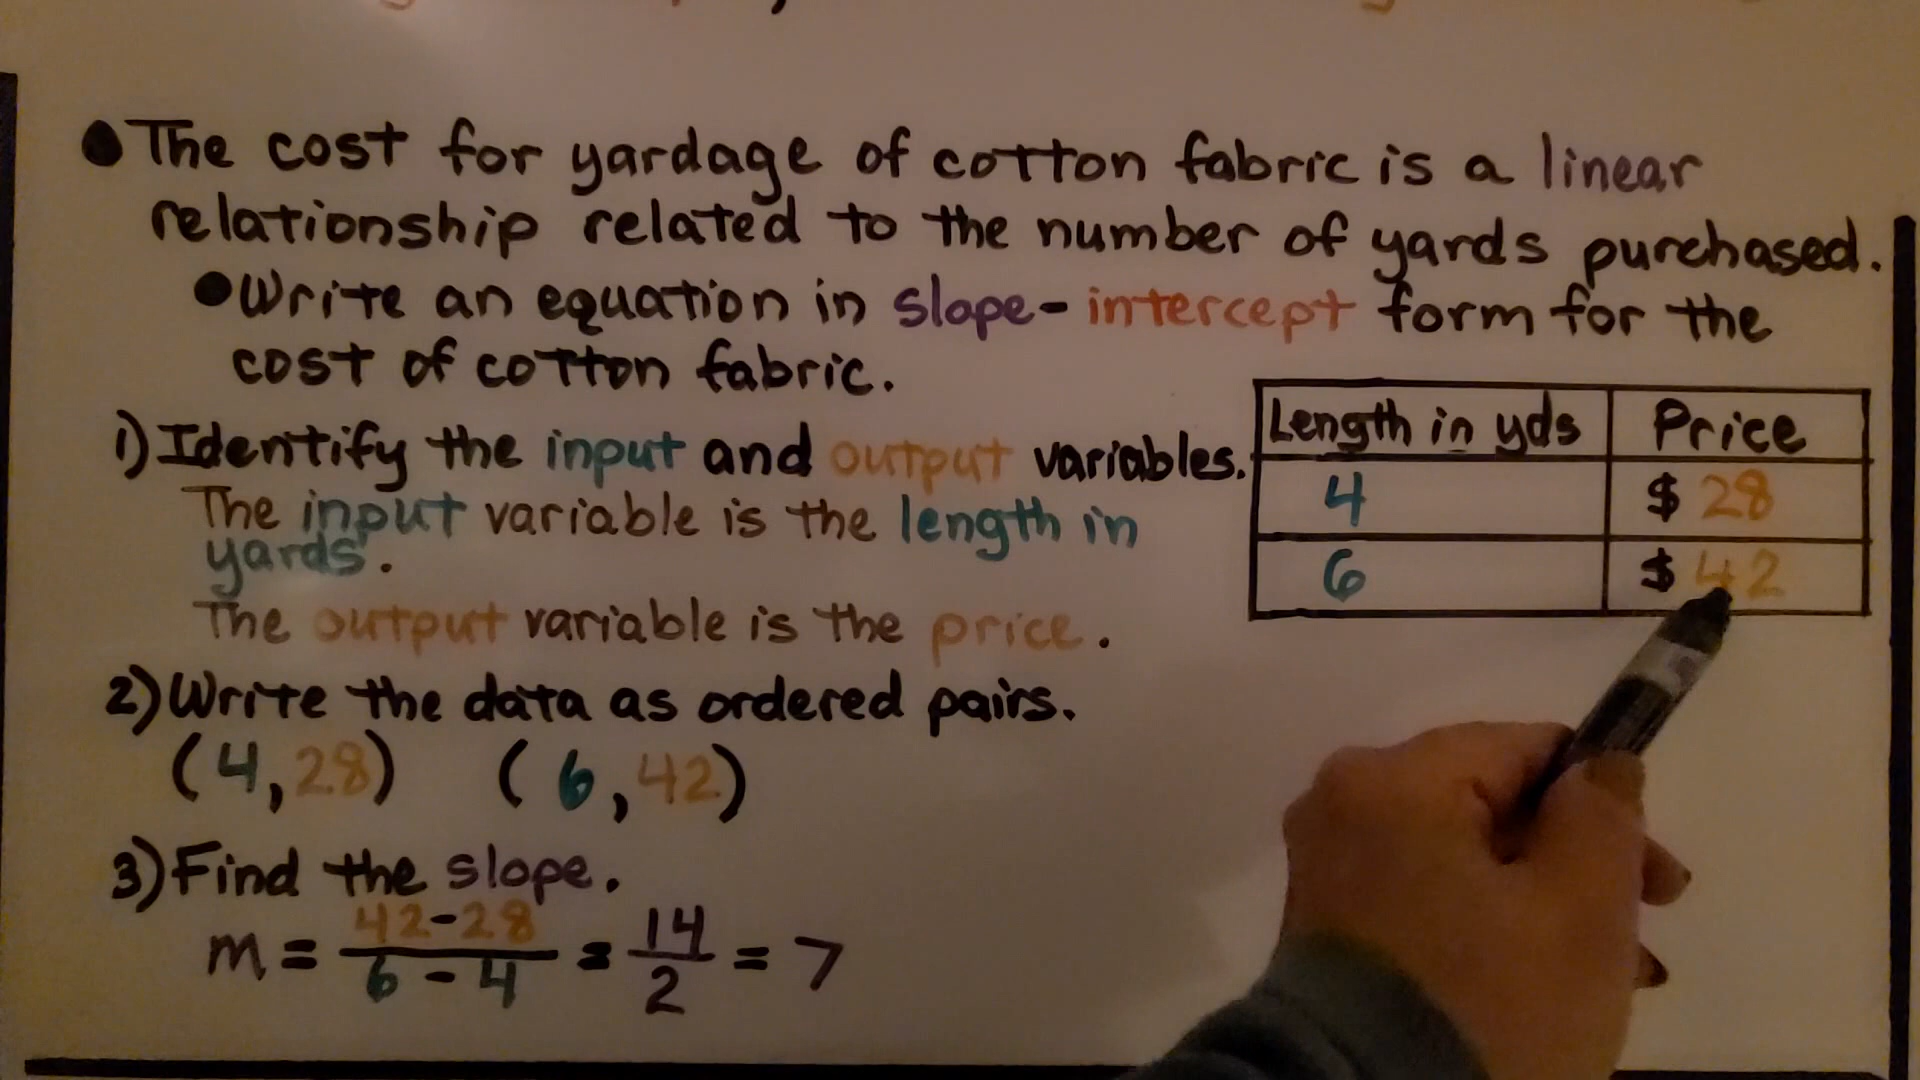 •The cost for yardage of cotton fabric is a linear
relationship related to the number of yards purchased.
•Write an equation in slope-intercept form for the
cost of cotton fabric.
1) Identify the input and output variables.
The input variable is the length in
yards.
The output variable is the price.
Length in yds Price
4 $28
6 $42
2) Write the data as ordered pairs.
(4,28) (6,42)
3) Find the slope.
m = 42-28 / 6-4 = 14/2 = 7